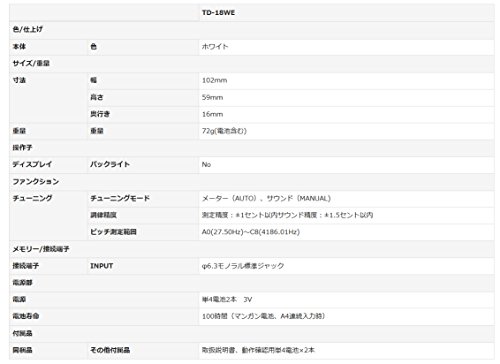 TD-18WE
色/仕上げ
本体 色 ホワイト
サイズ/重量
寸法 幅 102mm
高さ 59mm
奥行き 16mm
重量 重量 72g(電池含む)
操作子
ディスプレイ バックライト No
ファンクション
チューニング チューニングモード メーター（AUTO）、サウンド（MANUAL)
調律精度 測定精度：±1セント以内サウンド精度：±1.5セント以内
ピッチ測定範囲 A0(27.50Hz)～C8(4186.01Hz)
メモリー/接続端子
接続端子 INPUT φ6.3モノラル標準ジャック
電源部
電源 単4電池2本 3V
電池寿命 100時間（マンガン電池、A4連続入力時）
付属品
同梱品 その他付属品 取扱説明書、動作確認用単4電池×2本